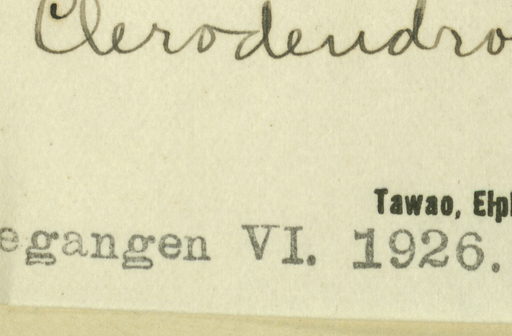 Clerodendro
Tawao, Elp
egangen VI. 1926.